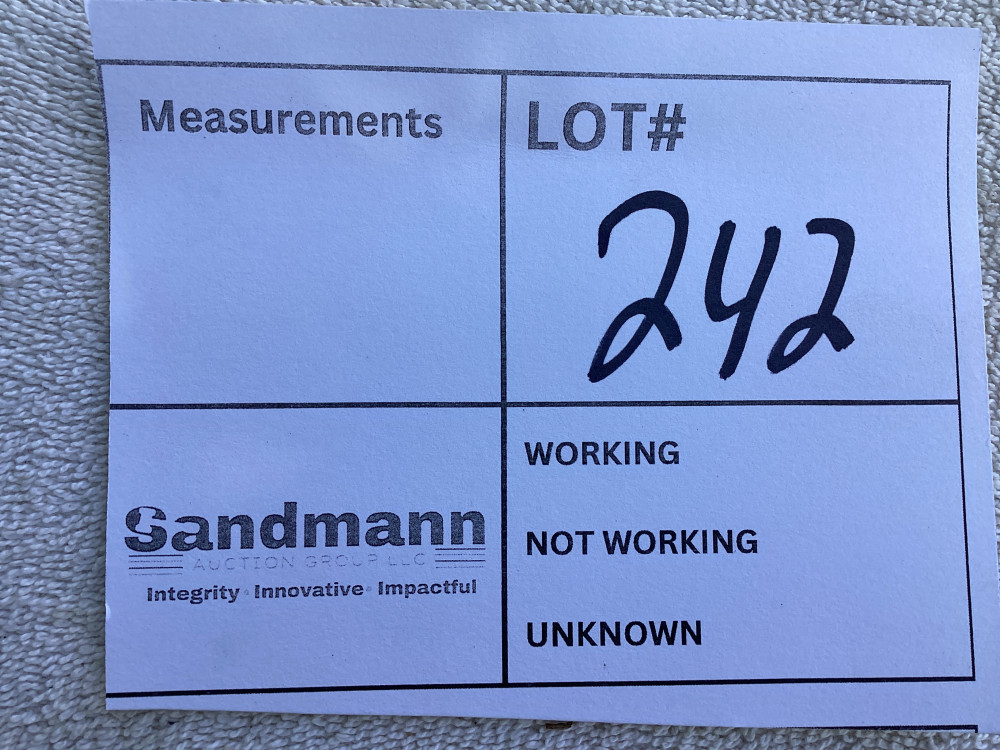 Measurements
LOT#
242
Sandmann
AUCTION GROUP LLC
Integrity Innovative Impactful
WORKING
NOT WORKING
UNKNOWN